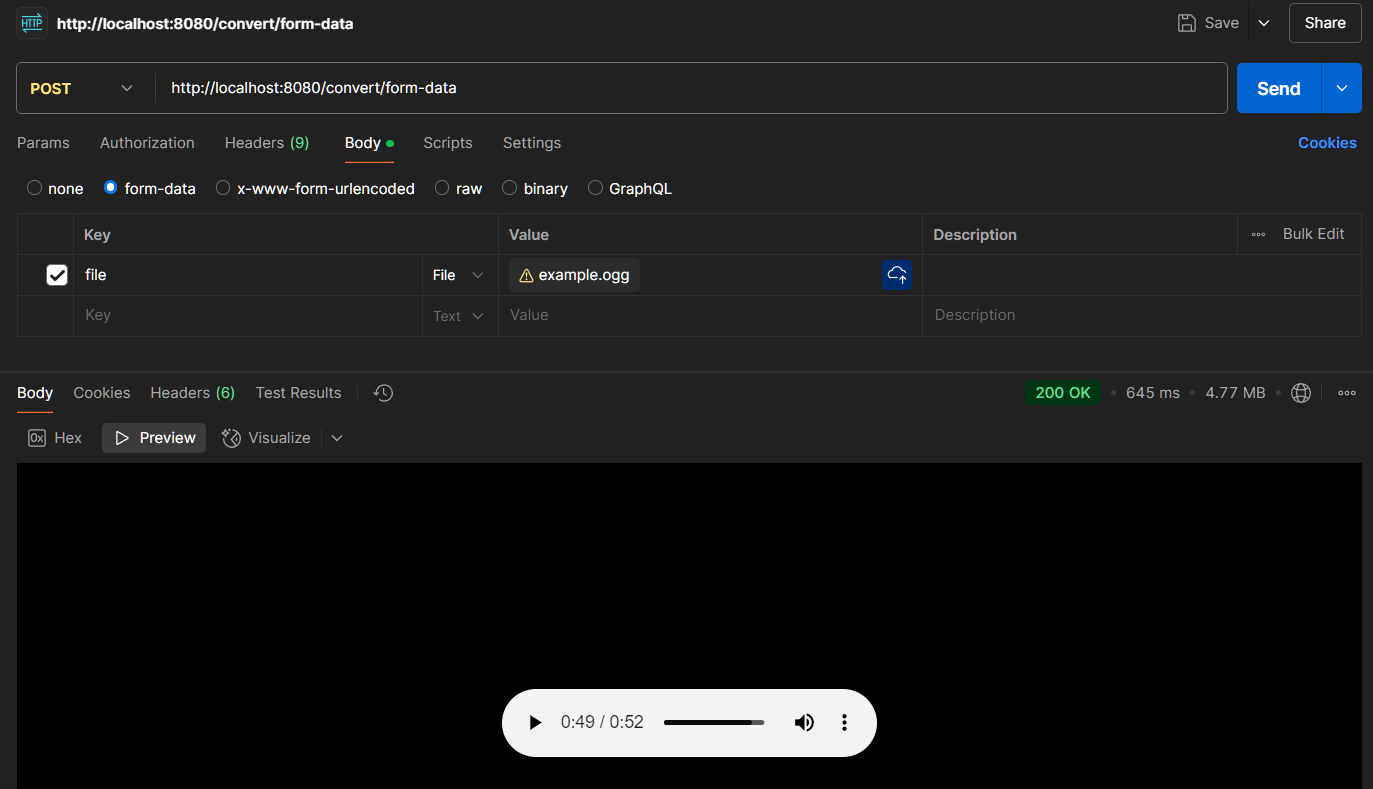 HTTP http://localhost:8080/convert/form-data Save Share
POST http://localhost:8080/convert/form-data Send
Params Authorization Headers (9) Body Scripts Settings Cookies
none form-data x-www-form-urlencoded raw binary GraphQL
Key Value Description Bulk Edit
file File example.ogg
Key Text Value Description
Body Cookies Headers (6) Test Results 200 OK 645 ms 4.77 MB
0x Hex Preview Visualize
0:49 / 0:52